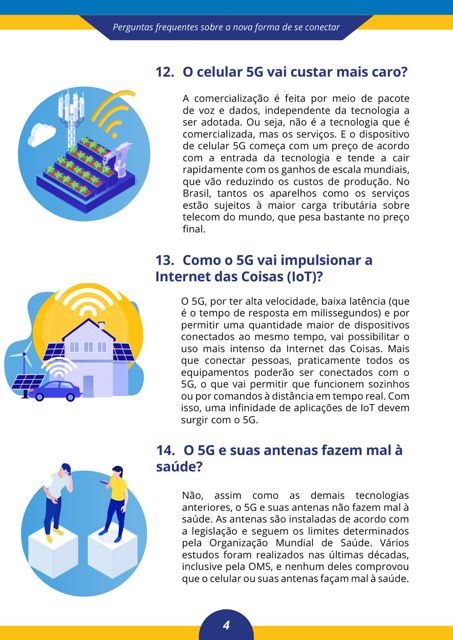 Perguntas frequentes sobre a nova forma de se conectar
12. O celular 5G vai custar mais caro?
A comercialização é feita por meio de pacote
de voz e dados, independente da tecnologia a
ser adotada. Ou seja, não é a tecnologia que é
comercializada, mas os serviços. E o dispositivo
de celular 5G começa com um preço de acordo
com a entrada da tecnologia e tende a cair
rapidamente com os ganhos de escala mundiais,
que vão reduzindo os custos de produção. No
Brasil, tantos os aparelhos como os serviços
estão sujeitos à maior carga tributária sobre
telecom do mundo, que pesa bastante no preço
final.
13. Como o 5G vai impulsionar a
Internet das Coisas (IoT)?
O 5G, por ter alta velocidade, baixa latência (que
é o tempo de resposta em milissegundos) e por
permitir uma quantidade maior de dispositivos
conectados ao mesmo tempo, vai possibilitar o
uso mais intenso da Internet das Coisas. Mais
que conectar pessoas, praticamente todos os
equipamentos poderão ser conectados com o
5G, o que vai permitir que funcionem sozinhos
ou por comandos à distância em tempo real. Com
isso, uma infinidade de aplicações de IoT devem
surgir com o 5G.
14. O 5G e suas antenas fazem mal à
saúde?
Não, assim como as demais tecnologias
anteriores, o 5G e suas antenas não fazem mal à
saúde. As antenas são instaladas de acordo com
a legislação e seguem os limites determinados
pela Organização Mundial de Saúde. Vários
estudos foram realizados nas últimas décadas,
inclusive pela OMS, e nenhum deles comprovou
que o celular ou suas antenas façam mal à saúde.
4